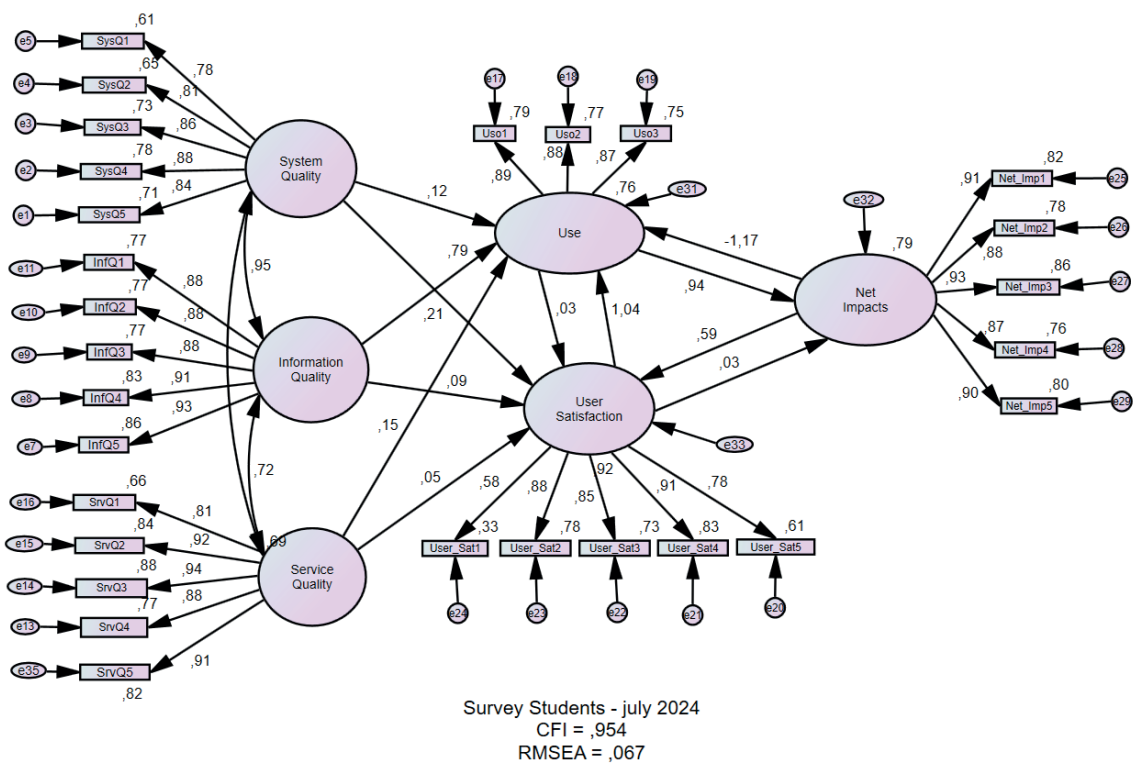 ,61
e5
SysQ1
,78
,65
e4
SysQ2
,81
,73
e3
SysQ3
,86
,78
e2
SysQ4
,88
,71
e1
SysQ5
,84
System
Quality
,77
e11
InfQ1
,88
,77
e10
InfQ2
,88
,77
e9
InfQ3
,88
,83
e8
InfQ4
,91
,86
e7
InfQ5
,93
Information
Quality
,95
,72
,69
,66
e16
SrvQ1
,81
,84
e15
SrvQ2
,92
,88
e14
SrvQ3
,94
,77
e13
SrvQ4
,88
e35
SrvQ5
,91
,82
Service
Quality
,12
,79
,21
,09
,15
,05
e17
e18
e19
,79
,77
,75
Uso1
Uso2
Uso3
,89
,88
,87
,76
e31
Use
-1,17
,94
,03
1,04
,59
,03
User
Satisfaction
,92
e33
,58
,88
,85
,91
,78
,33
,78
,73
,83
,61
User_Sat1
User_Sat2
User_Sat3
User_Sat4
User_Sat5
e24
e23
e22
e21
e20
e32
,79
Net
Impacts
,82
,91
Net_Imp1
e25
,78
,88
Net_Imp2
e26
,86
,93
Net_Imp3
e27
,76
,87
Net_Imp4
e28
,80
,90
Net_Imp5
e29
Survey Students - july 2024
CFI = ,954
RMSEA = ,067